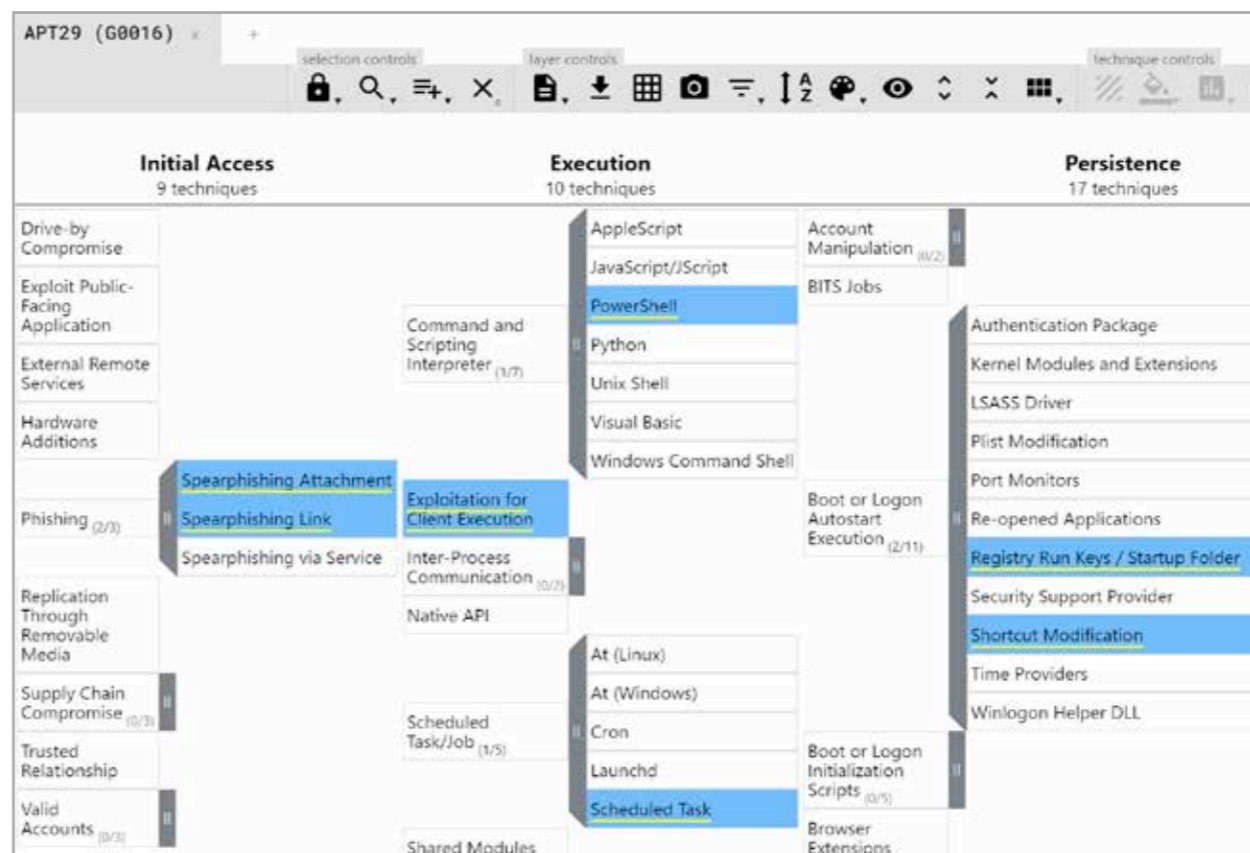 APT29 (G0016) x +
selection controls
layer controls
technique controls
Initial Access
9 techniques
Drive-by
Compromise
Exploit Public-
Facing
Application
External Remote
Services
Hardware
Additions
Phishing (2/3)
Spearphishing Attachment
Spearphishing Link
Spearphishing via Service
Replication
Through
Removable
Media
Supply Chain
Compromise (0/3)
Trusted
Relationship
Valid
Accounts (0/3)
Execution
10 techniques
Command and
Scripting
Interpreter (1/7)
AppleScript
JavaScript/JScript
PowerShell
Python
Unix Shell
Visual Basic
Windows Command Shell
Exploitation for
Client Execution
Inter-Process
Communication (0/2)
Native API
Scheduled
Task/Job (1/5)
At (Linux)
At (Windows)
Cron
Launchd
Scheduled Task
Shared Modules
Persistence
17 techniques
Account
Manipulation (0/2)
BITS Jobs
Boot or Logon
Autostart
Execution (2/11)
Authentication Package
Kernel Modules and Extensions
LSASS Driver
Plist Modification
Port Monitors
Re-opened Applications
Registry Run Keys / Startup Folder
Security Support Provider
Shortcut Modification
Time Providers
Winlogon Helper DLL
Boot or Logon
Initialization
Scripts (0/5)
Browser
Extensions